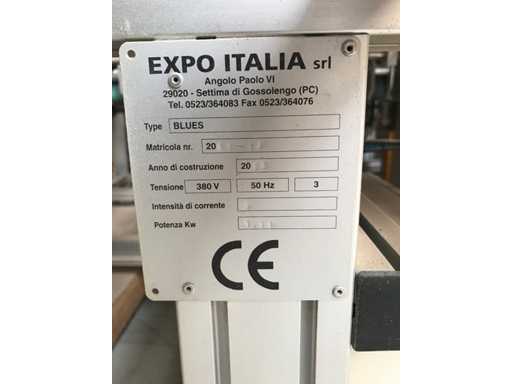 EXPO ITALIA srl
Angolo Paolo VI
29020 - Settima di Gossolengo (PC)
Tel. 0523/364083 Fax 0523/364076
Type BLUES
Matricola nr. 20
Anno di costruzione 20
Tensione 380 V 50 Hz 3
Intensità di corrente
Potenza Kw
CE